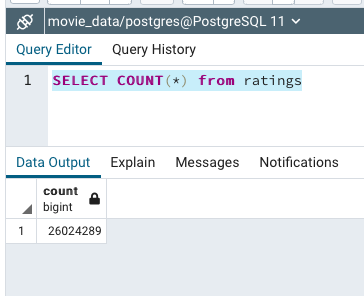 movie_data/postgres@PostgreSQL 11
Query Editor Query History
1 SELECT COUNT(*) from ratings
Data Output Explain Messages Notifications
count
bigint
1 26024289